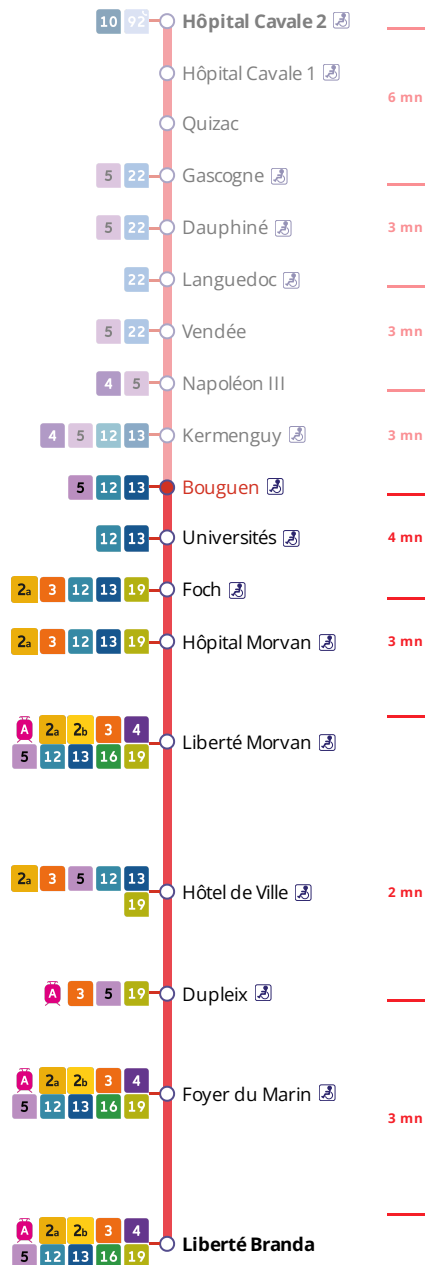 10 92 Hôpital Cavale 2
Hôpital Cavale 1
6 mn
Quizac
5 22 Gascogne
5 22 Dauphiné 3 mn
22 Languedoc
5 22 Vendée 3 mn
4 5 Napoléon III
4 5 12 13 Kermenguy 3 mn
5 12 13 Bouguen
12 13 Universités 4 mn
2a 3 12 13 19 Foch
2a 3 12 13 19 Hôpital Morvan 3 mn
A 2a 2b 3 4
5 12 13 16 19
Liberté Morvan
2a 3 5 12 13
19
Hôtel de Ville 2 mn
A 3 5 19 Dupleix
A 2a 2b 3 4
5 12 13 16 19
Foyer du Marin
3 mn
A 2a 2b 3 4
5 12 13 16 19
Liberté Branda